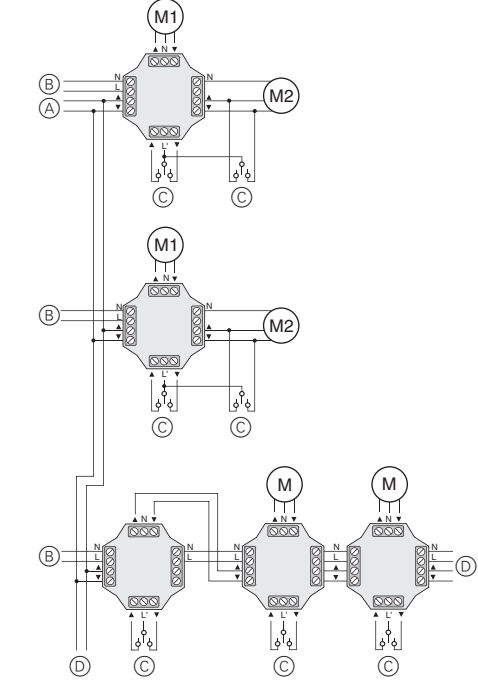 M1
▲ N ▼
B N N
L
A ▲ ▲ M2
▼ ▼
▲ L' ▼
C C
M1
▲ N ▼
B N N
L
▲ ▲ M2
▼ ▼
▲ L' ▼
C C
M M
▲ N ▼ ▲ N ▼ ▲ N ▼
B N N N N N N
L L L L L L
▲ ▲ ▲ ▲ D
▼ ▼ ▼ ▼
▲ L' ▼ ▲ L' ▼ ▲ L' ▼
D C C C